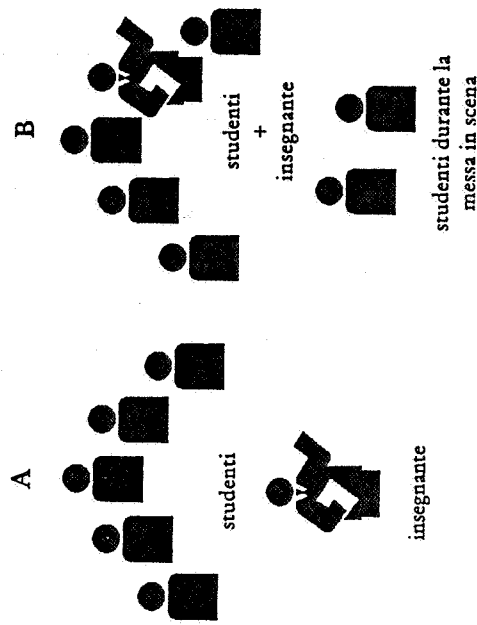 A
studenti
insegnante
B
studenti
+
insegnante
studenti durante la
messa in scena